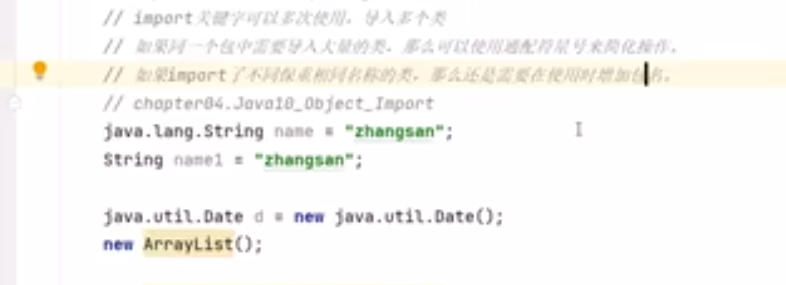 // import关键字可以多次使用，导入多个类
// 如果同一个包中需要导入大量的类，那么可以使用通配符星号来简化操作。
// 如果import了不同保重相同名称的类，那么还是需要在使用时增加包名。
// chapter04.Java10_Object_Import
java.lang.String name = "zhangsan";
String name1 = "zhangsan";
java.util.Date d = new java.util.Date();
new ArrayList();